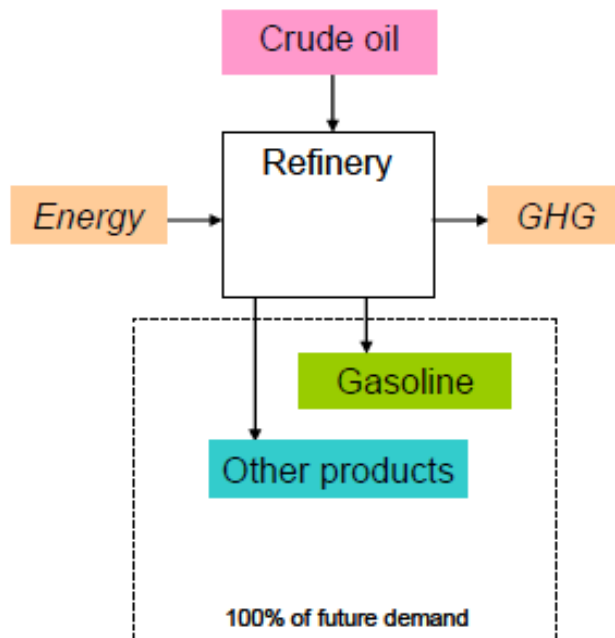 Crude oil
Refinery
Energy
GHG
Gasoline
Other products
100% of future demand